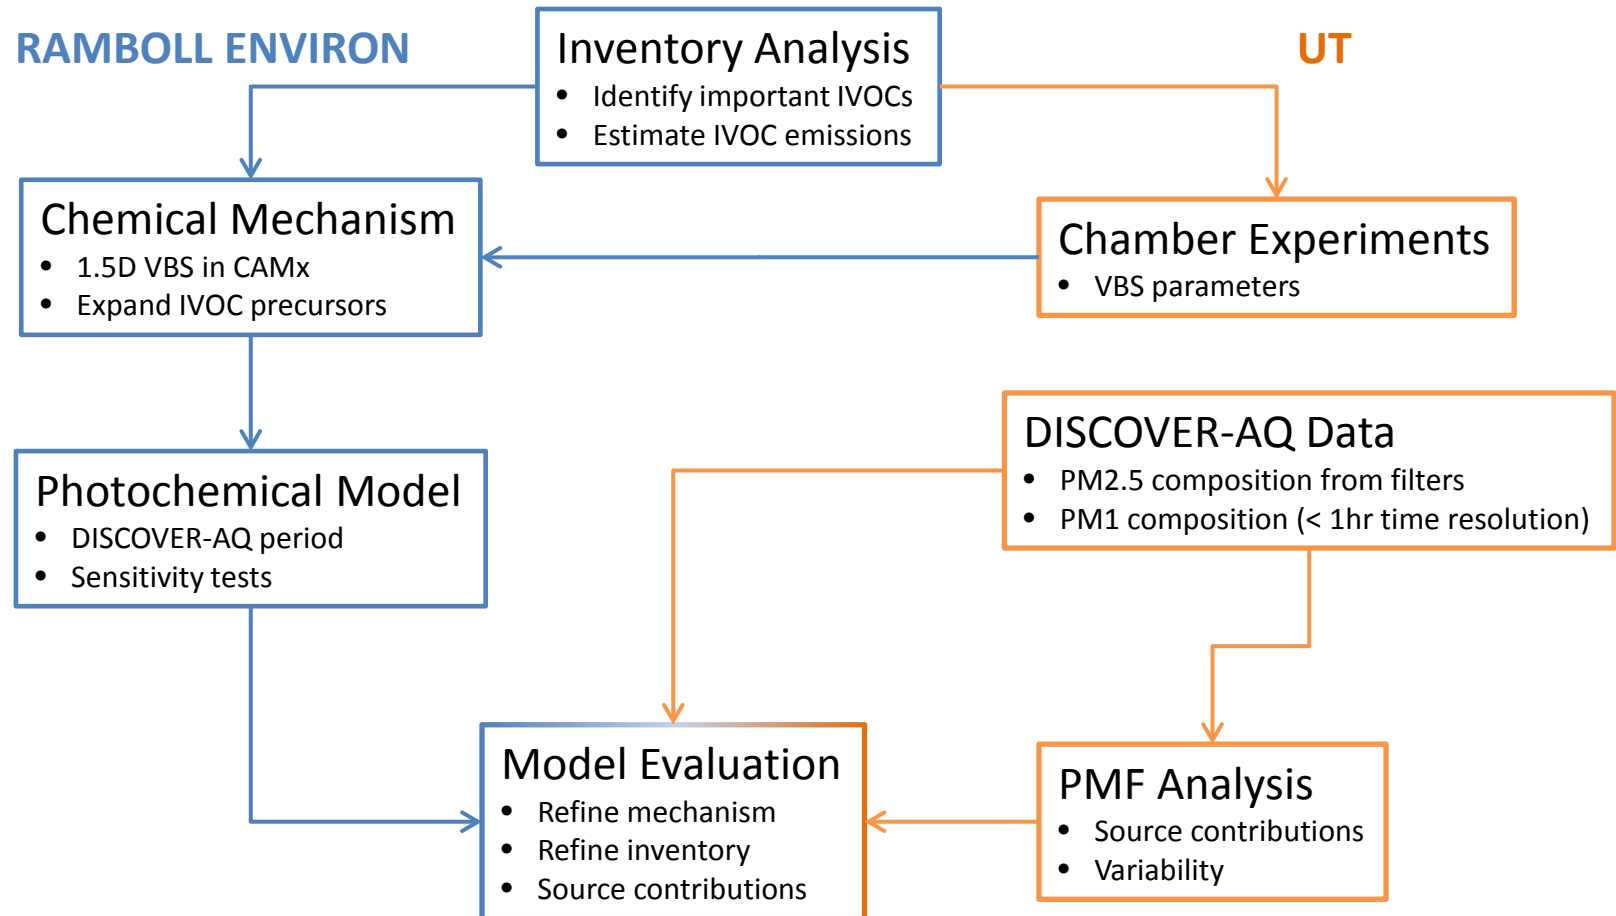 RAMBOLL ENVIRON
UT
Inventory Analysis
• Identify important IVOCs
• Estimate IVOC emissions
Chemical Mechanism
• 1.5D VBS in CAMx
• Expand IVOC precursors
Chamber Experiments
• VBS parameters
DISCOVER-AQ Data
• PM2.5 composition from filters
• PM1 composition (< 1hr time resolution)
Photochemical Model
• DISCOVER-AQ period
• Sensitivity tests
Model Evaluation
• Refine mechanism
• Refine inventory
• Source contributions
PMF Analysis
• Source contributions
• Variability